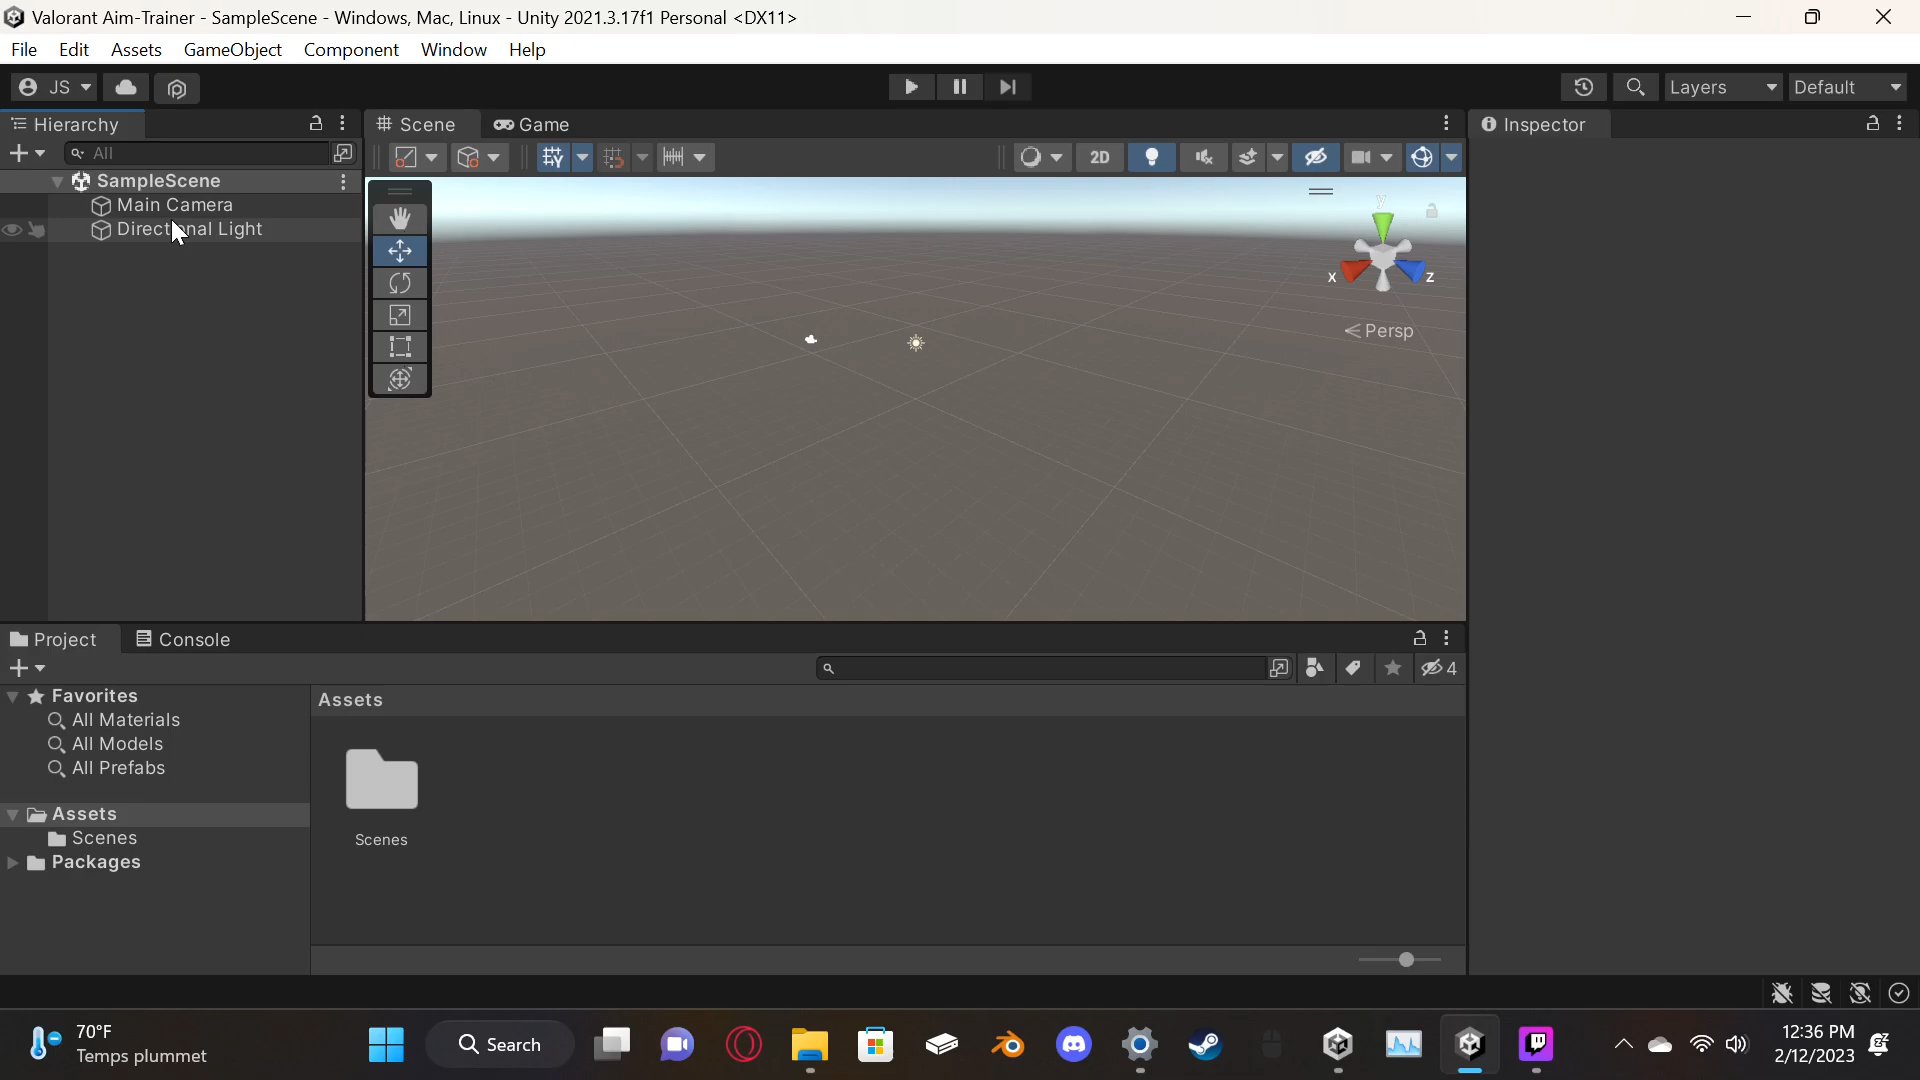 Valorant Aim-Trainer - SampleScene - Windows, Mac, Linux - Unity 2021.3.17f1 Personal <DX11>
File Edit Assets GameObject Component Window Help
JS Layers Default
Hierarchy Scene Game Inspector
All 2D
SampleScene
Main Camera
Direct nal Light
y
x z
Persp
Project Console
4
Favorites
All Materials
All Models
All Prefabs
Assets
Scenes
Packages
Assets
Scenes
70°F
Temps plummet
Search
12:36 PM
2/12/2023